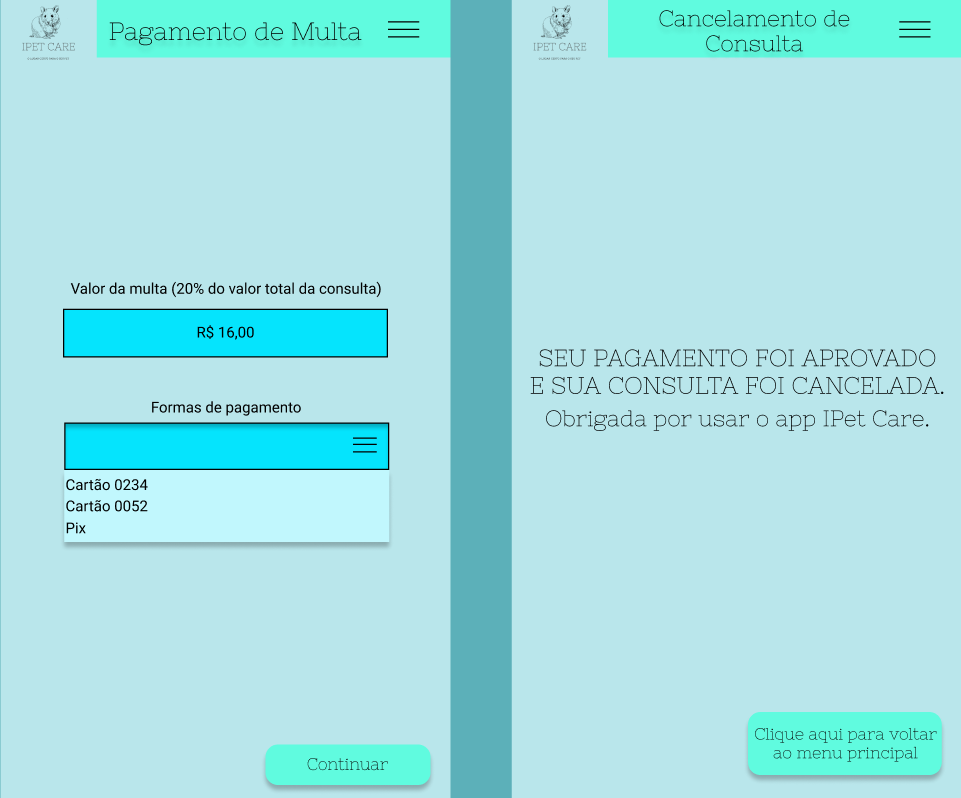 IPET CARE
Pagamento de Multa
Valor da multa (20% do valor total da consulta)
R$ 16,00
Formas de pagamento
Cartão 0234
Cartão 0052
Pix
Continuar
IPET CARE
Cancelamento de
Consulta
SEU PAGAMENTO FOI APROVADO
E SUA CONSULTA FOI CANCELADA.
Obrigada por usar o app IPet Care.
Clique aqui para voltar
ao menu principal